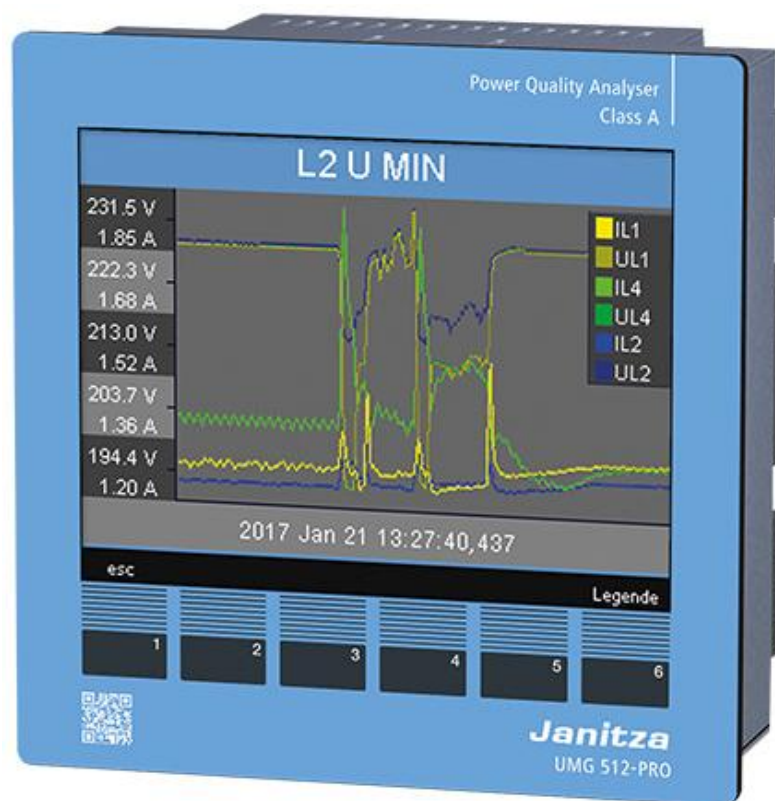 Power Quality Analyser
Class A
L2 U MIN
231.5 V
1.85 A
222.3 V
1.68 A
213.0 V
1.52 A
203.7 V
1.36 A
194.4 V
1.20 A
IL1
UL1
IL4
UL4
IL2
UL2
2017 Jan 21 13:27:40,437
esc
Legende
1
2
3
4
5
6
Janitza
UMG 512-PRO